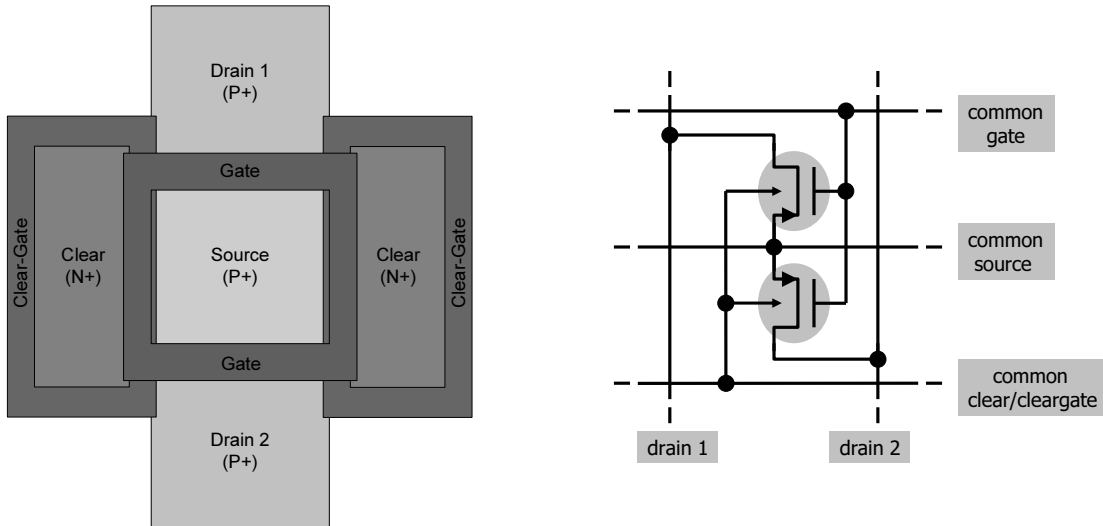 Drain 1
(P+)
Gate
Clear-Gate
Clear
(N+)
Source
(P+)
Clear
(N+)
Clear-Gate
Gate
Drain 2
(P+)
common
gate
common
source
common
clear/cleargate
drain 1
drain 2